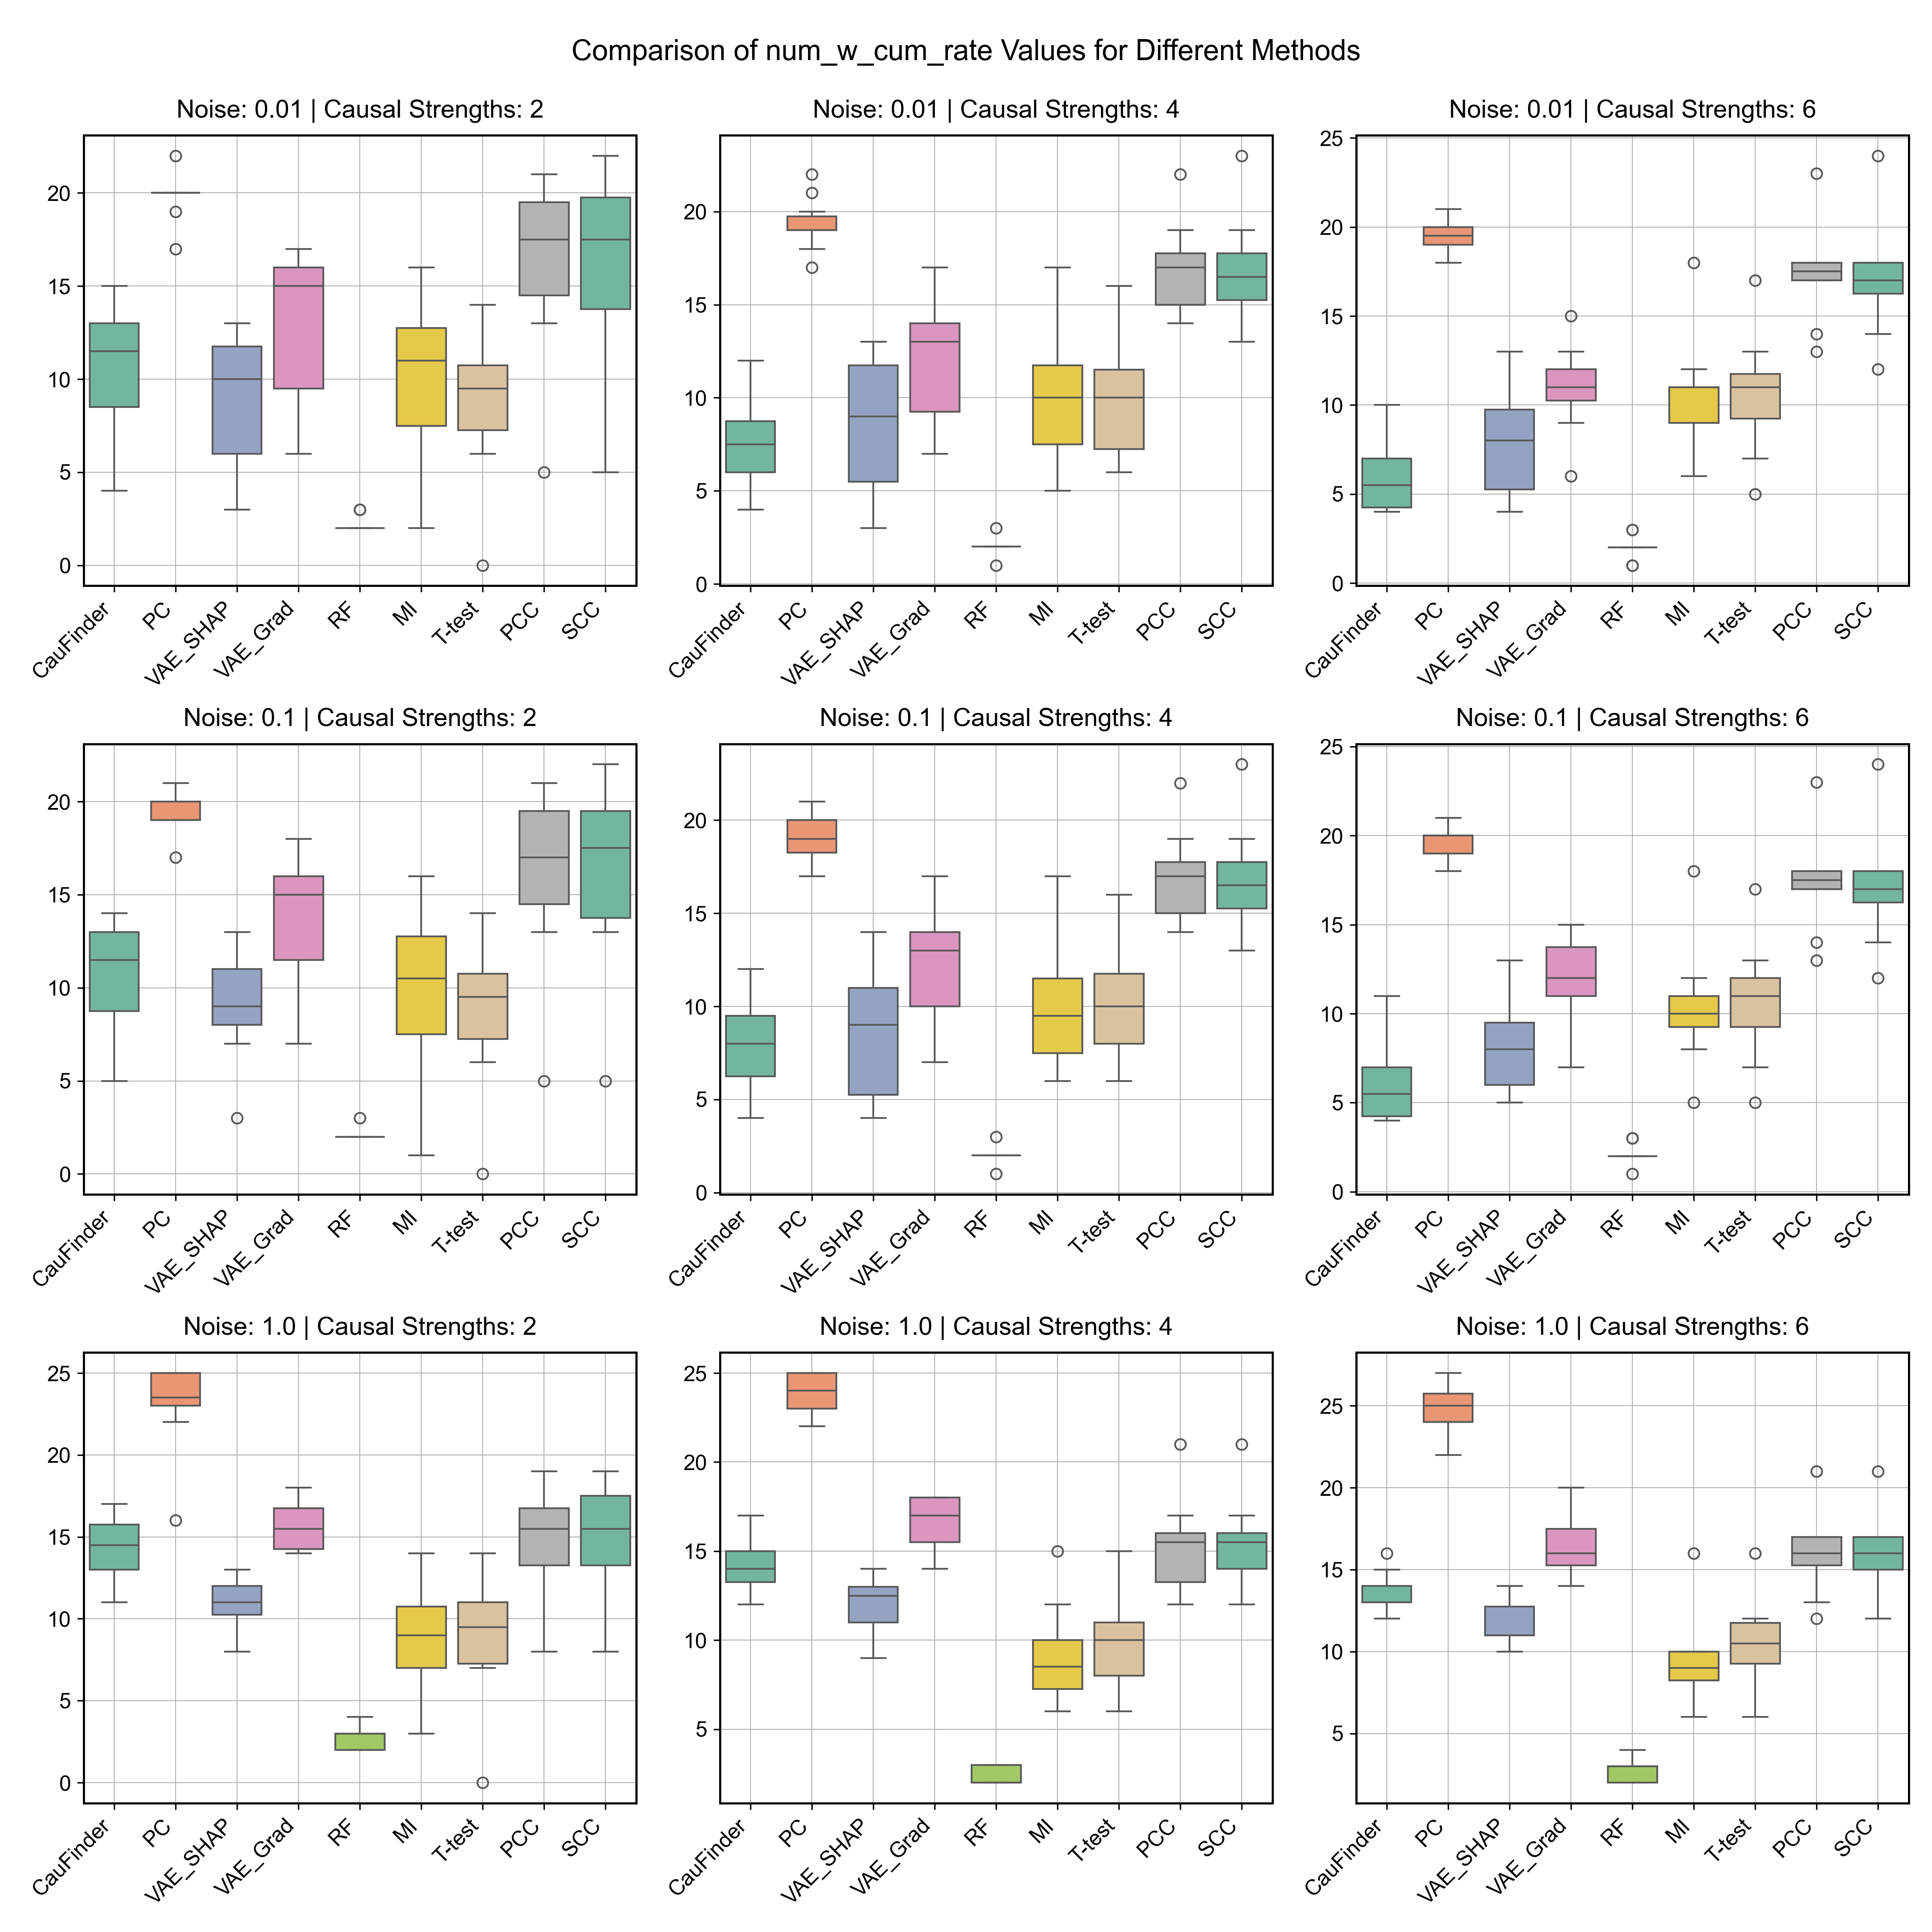 Comparison of num_w_cum_rate Values for Different Methods
Noise: 0.01 | Causal Strengths: 2
20
15
10
5
0
CauFinder
PC
VAE_SHAP
VAE_Grad
RF
MI
T-test
PCC
SCC
Noise: 0.01 | Causal Strengths: 4
20
15
10
5
0
CauFinder
PC
VAE_SHAP
VAE_Grad
RF
MI
T-test
PCC
SCC
Noise: 0.01 | Causal Strengths: 6
25
20
15
10
5
0
CauFinder
PC
VAE_SHAP
VAE_Grad
RF
MI
T-test
PCC
SCC
Noise: 0.1 | Causal Strengths: 2
20
15
10
5
0
CauFinder
PC
VAE_SHAP
VAE_Grad
RF
MI
T-test
PCC
SCC
Noise: 0.1 | Causal Strengths: 4
20
15
10
5
0
CauFinder
PC
VAE_SHAP
VAE_Grad
RF
MI
T-test
PCC
SCC
Noise: 0.1 | Causal Strengths: 6
25
20
15
10
5
0
CauFinder
PC
VAE_SHAP
VAE_Grad
RF
MI
T-test
PCC
SCC
Noise: 1.0 | Causal Strengths: 2
25
20
15
10
5
0
CauFinder
PC
VAE_SHAP
VAE_Grad
RF
MI
T-test
PCC
SCC
Noise: 1.0 | Causal Strengths: 4
25
20
15
10
5
CauFinder
PC
VAE_SHAP
VAE_Grad
RF
MI
T-test
PCC
SCC
Noise: 1.0 | Causal Strengths: 6
25
20
15
10
5
CauFinder
PC
VAE_SHAP
VAE_Grad
RF
MI
T-test
PCC
SCC